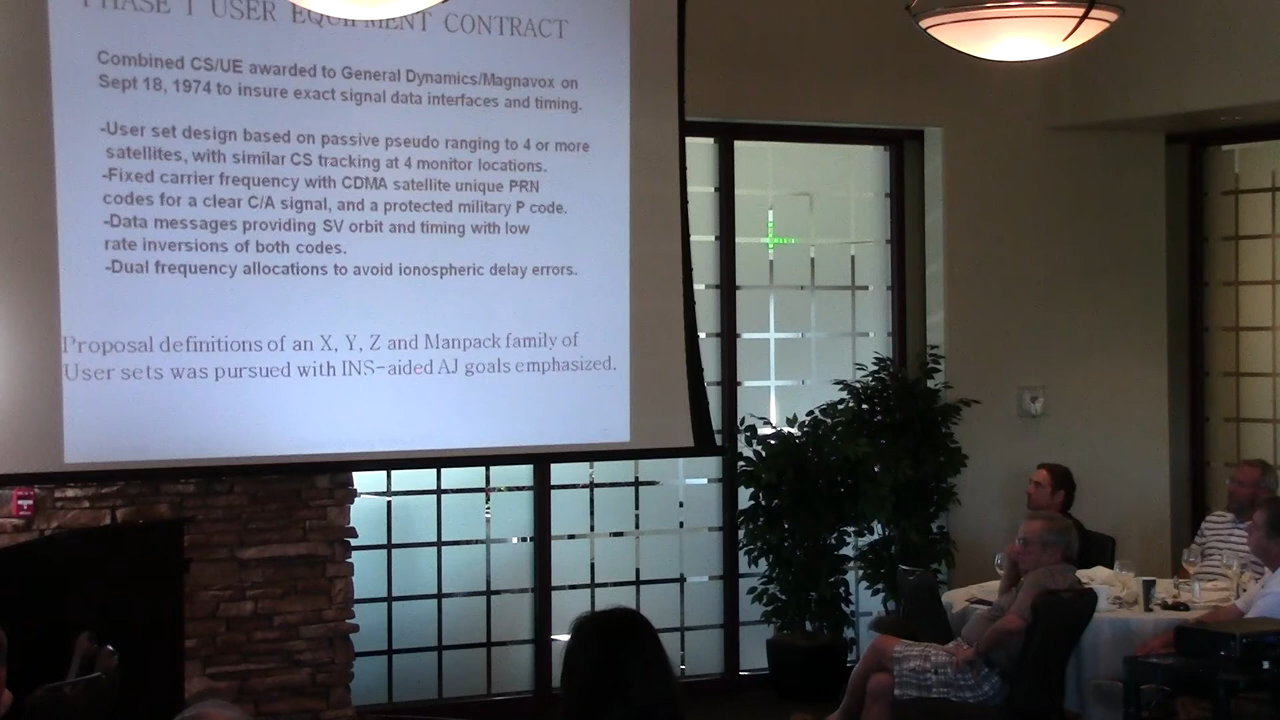 PHASE I USER EQUIPMENT CONTRACT
Combined CS/UE awarded to General Dynamics/Magnavox on
Sept 18, 1974 to insure exact signal data interfaces and timing.
-User set design based on passive pseudo ranging to 4 or more
satellites, with similar CS tracking at 4 monitor locations.
-Fixed carrier frequency with CDMA satellite unique PRN
codes for a clear C/A signal, and a protected military P code.
-Data messages providing SV orbit and timing with low
rate inversions of both codes.
-Dual frequency allocations to avoid ionospheric delay errors.
Proposal definitions of an X, Y, Z and Manpack family of
User sets was pursued with INS-aided AJ goals emphasized.